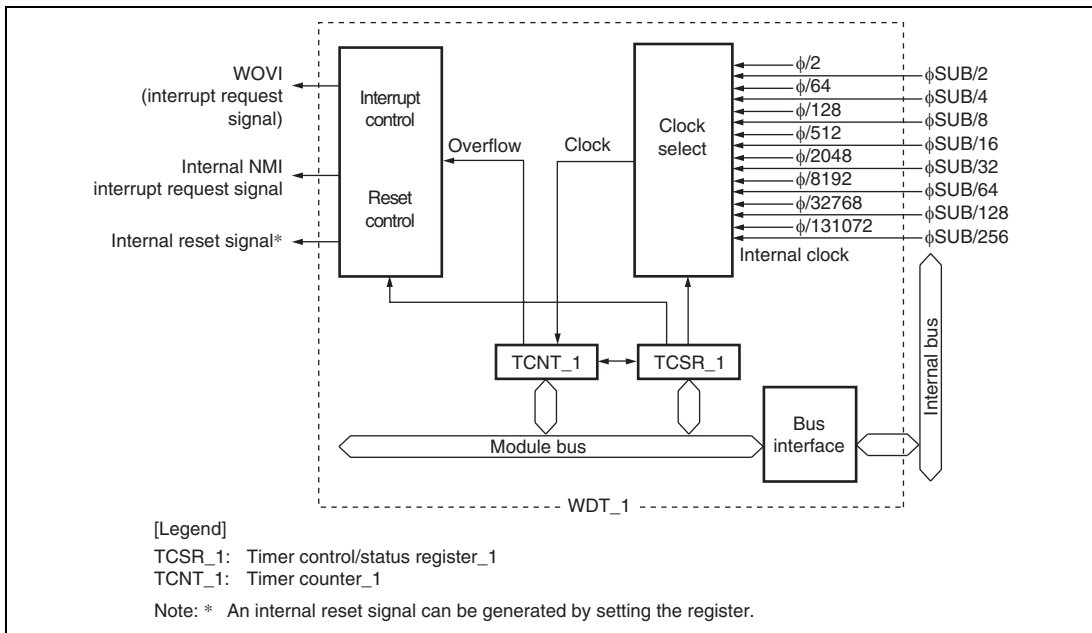 WOVI
(interrupt request
signal)
Internal NMI
interrupt request signal
Internal reset signal*
Interrupt
control
Reset
control
Overflow
Clock
Clock
select
ϕ/2
ϕ/64
ϕ/128
ϕ/512
ϕ/2048
ϕ/8192
ϕ/32768
ϕ/131072
Internal clock
ϕSUB/2
ϕSUB/4
ϕSUB/8
ϕSUB/16
ϕSUB/32
ϕSUB/64
ϕSUB/128
ϕSUB/256
TCNT_1
TCSR_1
Module bus
Bus
interface
Internal bus
WDT_1
[Legend]
TCSR_1: Timer control/status register_1
TCNT_1: Timer counter_1
Note: * An internal reset signal can be generated by setting the register.